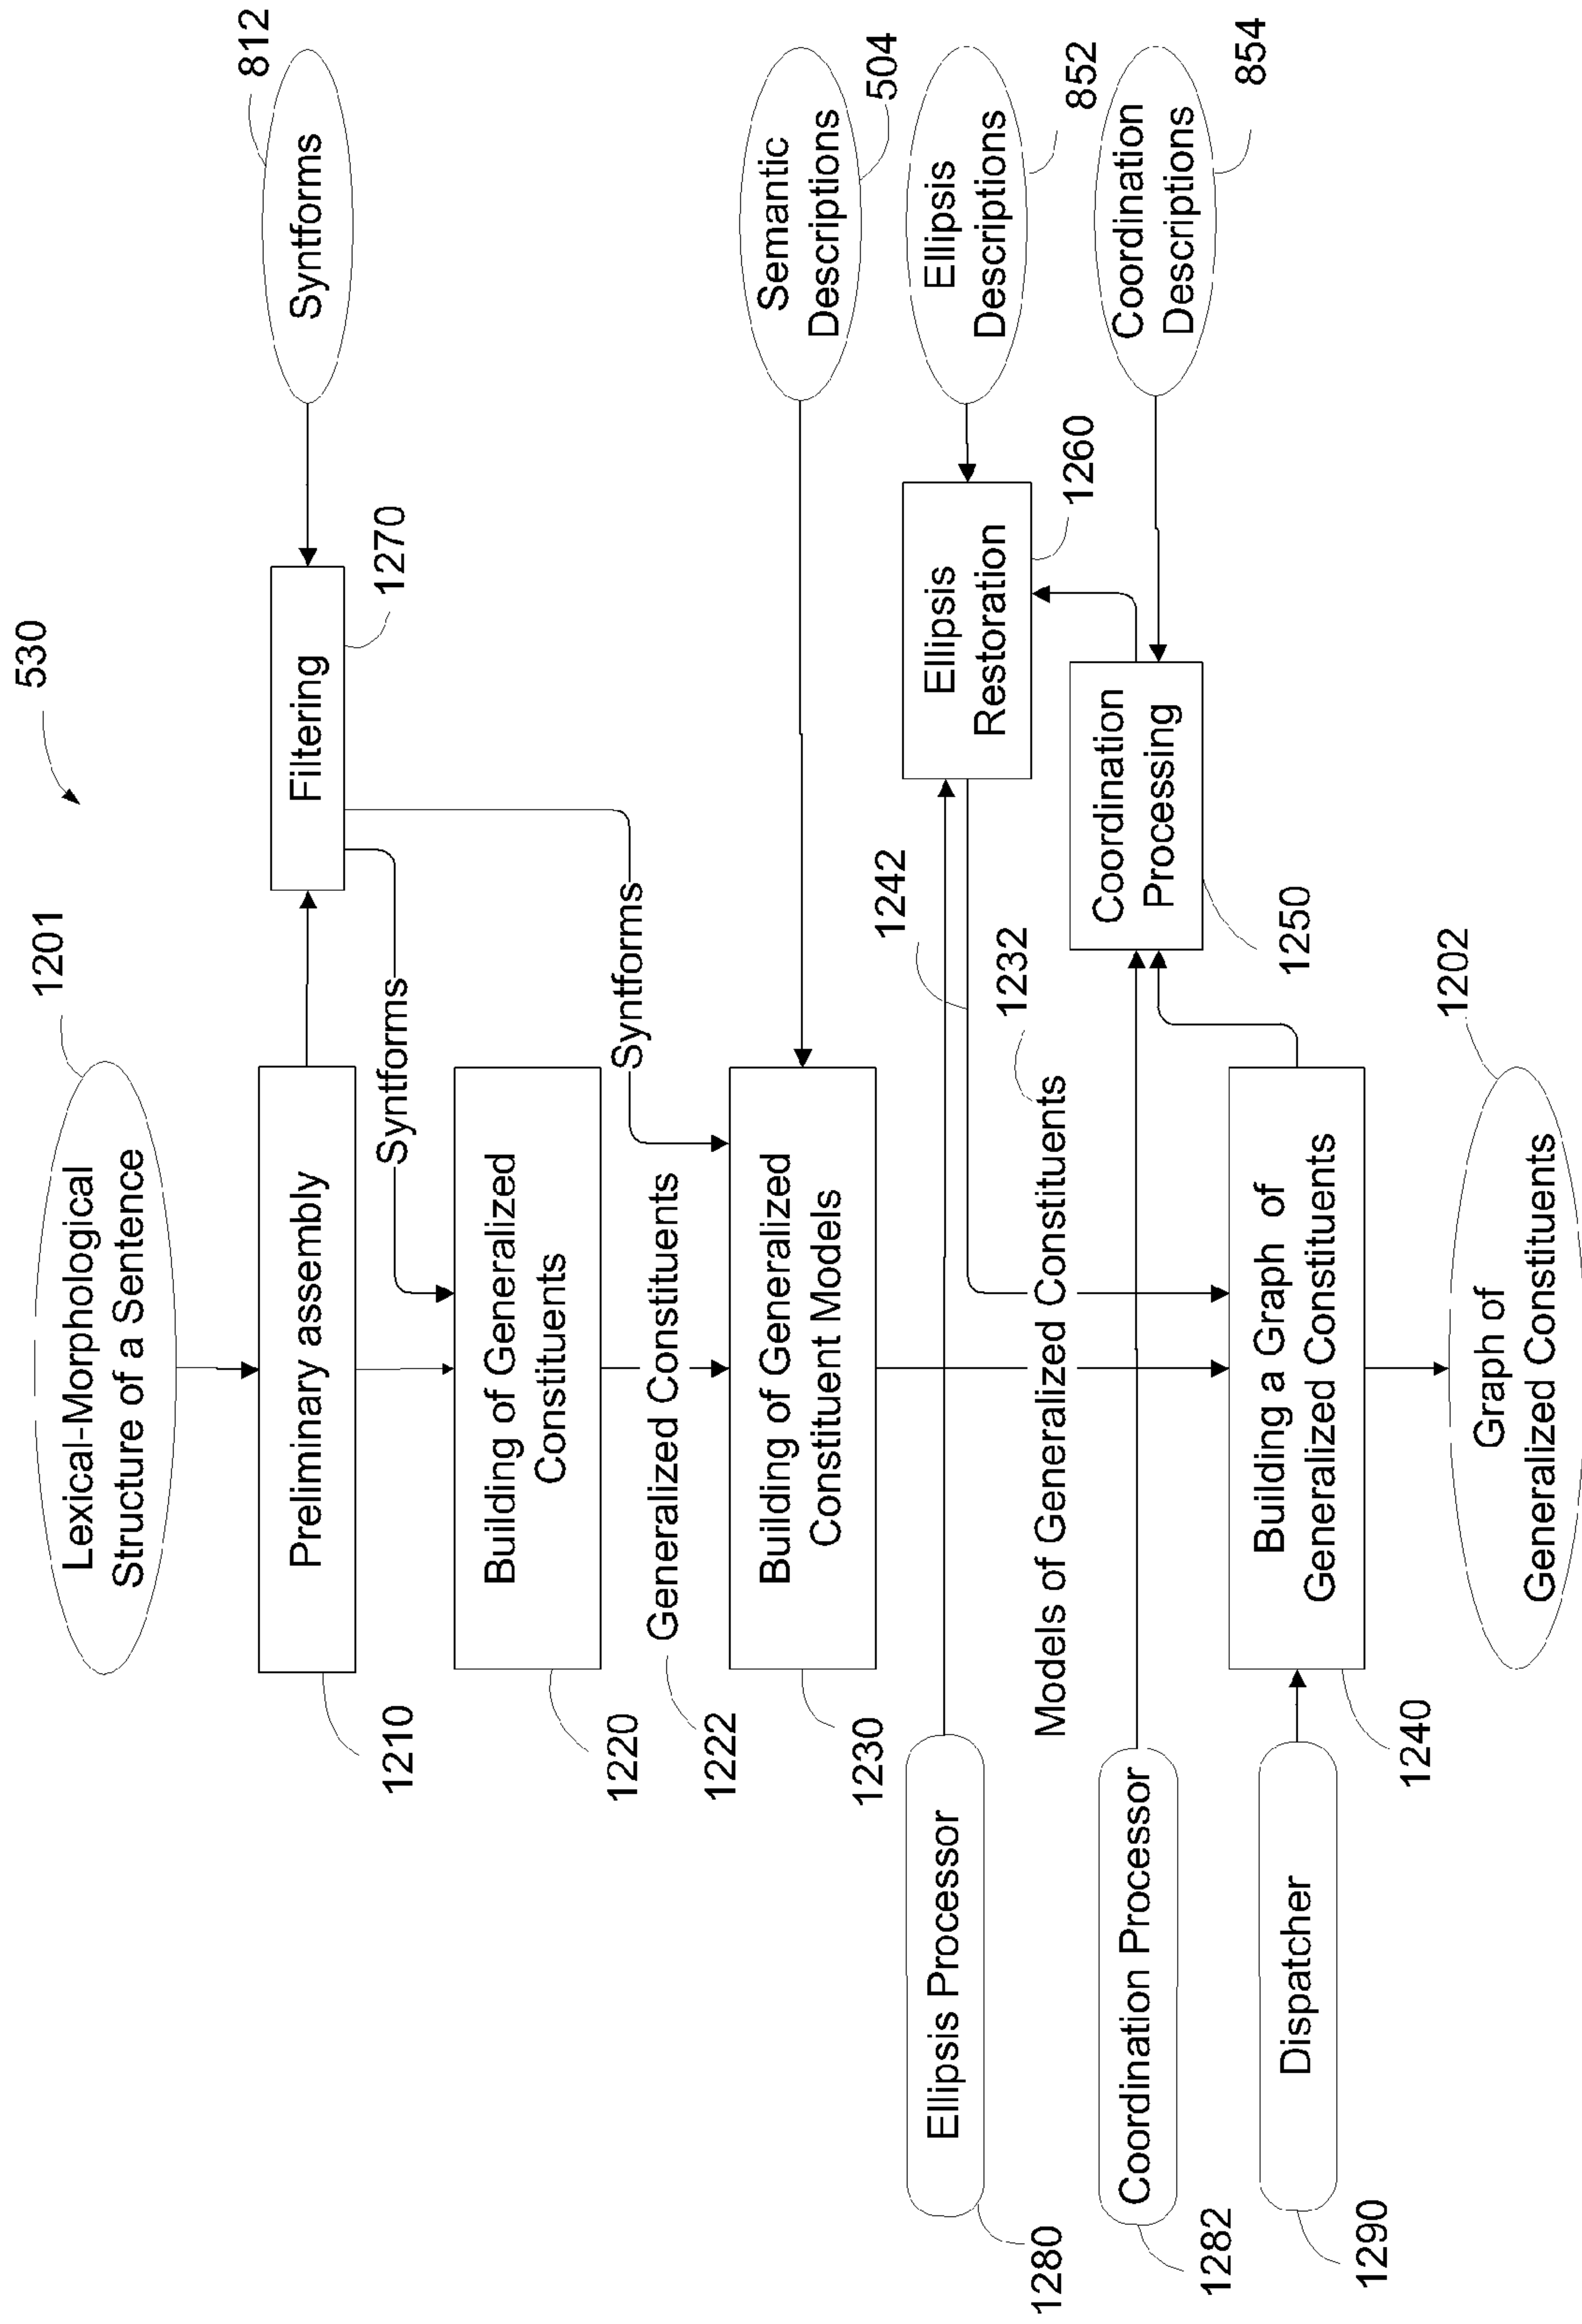 530
1201
Lexical-Morphological
Structure of a Sentence
812
Syntforms
Preliminary assembly
1210
Filtering
1270
Syntforms
Building of Generalized
Constituents
1220
Syntforms
Generalized Constituents
1222
Semantic
Descriptions
504
Building of Generalized
Constituent Models
1230
Ellipsis Processor
1280
1242
Ellipsis
Restoration
1260
Ellipsis
Descriptions
852
1232
Models of Generalized Constituents
Coordination Processor
1282
Coordination
Processing
1250
Coordination
Descriptions
854
Dispatcher
1290
Building a Graph of
Generalized Constituents
1240
1202
Graph of
Generalized Constituents